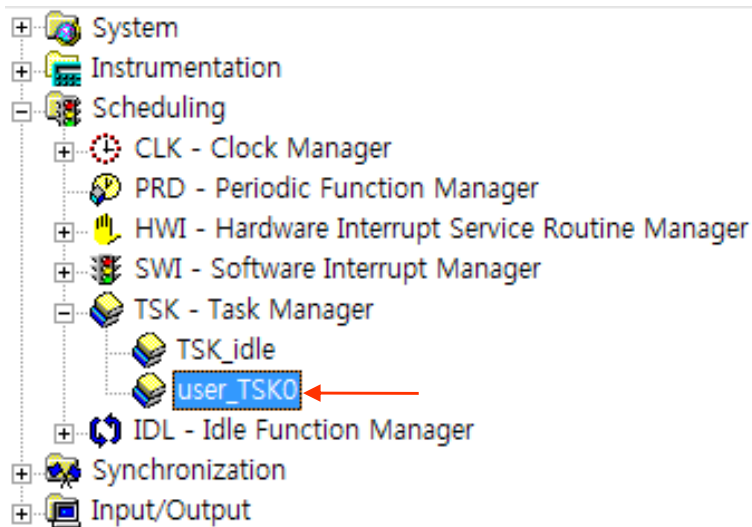 System
Instrumentation
Scheduling
CLK - Clock Manager
PRD - Periodic Function Manager
HWI - Hardware Interrupt Service Routine Manager
SWI - Software Interrupt Manager
TSK - Task Manager
TSK_idle
user_TSK0
IDL - Idle Function Manager
Synchronization
Input/Output